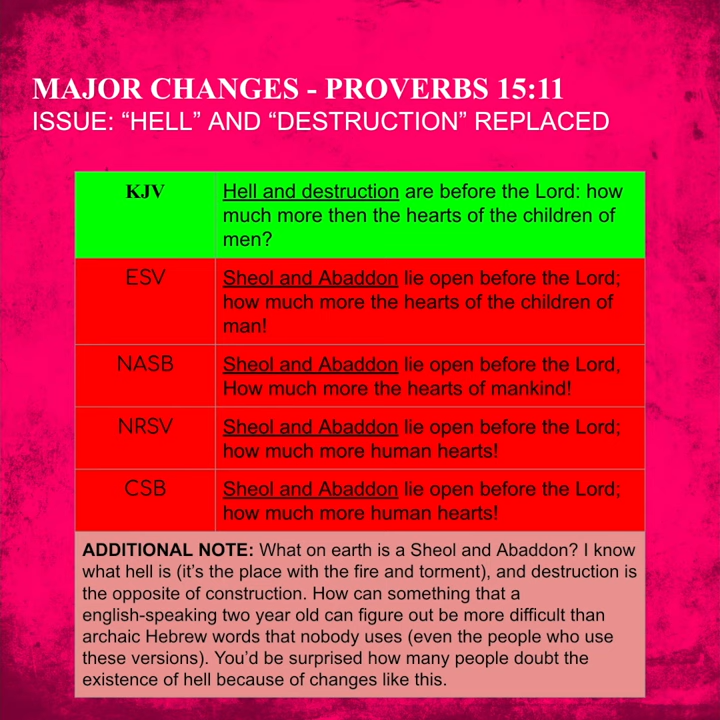 MAJOR CHANGES - PROVERBS 15:11
ISSUE: “HELL” AND “DESTRUCTION” REPLACED
KJV
Hell and destruction are before the Lord: how
much more then the hearts of the children of
men?
ESV
Sheol and Abaddon lie open before the Lord;
how much more the hearts of the children of
man!
NASB
Sheol and Abaddon lie open before the Lord,
How much more the hearts of mankind!
NRSV
Sheol and Abaddon lie open before the Lord;
how much more human hearts!
CSB
Sheol and Abaddon lie open before the Lord;
how much more human hearts!
ADDITIONAL NOTE: What on earth is a Sheol and Abaddon? I know
what hell is (it’s the place with the fire and torment), and destruction is
the opposite of construction. How can something that a
english-speaking two year old can figure out be more difficult than
archaic Hebrew words that nobody uses (even the people who use
these versions). You’d be surprised how many people doubt the
existence of hell because of changes like this.